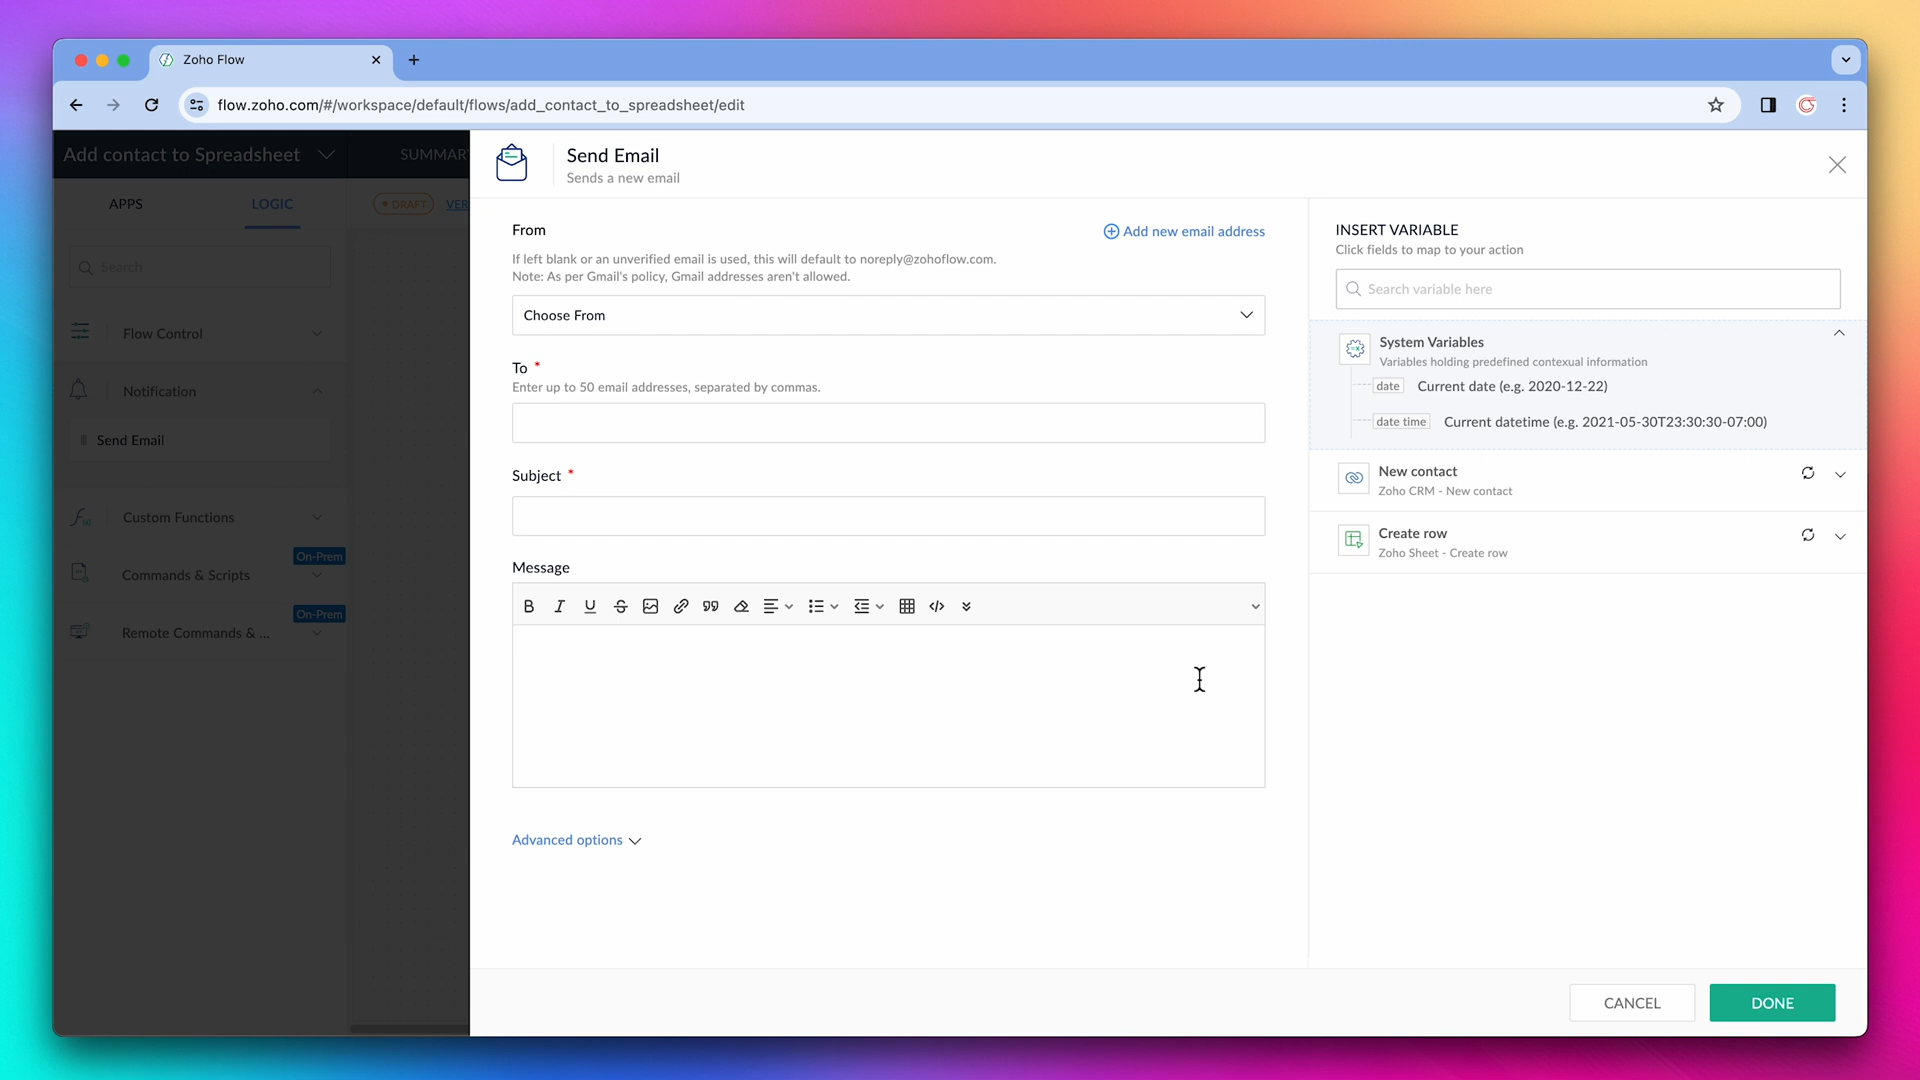 Zoho Flow
flow.zoho.com/#/workspace/default/flows/add_contact_to_spreadsheet/edit
Add contact to Spreadsheet
SUMMAR
APPS
LOGIC
DRAFT
VER
Search
Flow Control
Notification
Send Email
Custom Functions
On-Prem
Commands & Scripts
On-Prem
Remote Commands & ...
Send Email
Sends a new email
From
Add new email address
If left blank or an unverified email is used, this will default to noreply@zohoflow.com.
Note: As per Gmail's policy, Gmail addresses aren't allowed.
Choose From
To *
Enter up to 50 email addresses, separated by commas.
Subject *
Message
Advanced options
INSERT VARIABLE
Click fields to map to your action
Search variable here
System Variables
Variables holding predefined contexual information
date Current date (e.g. 2020-12-22)
date time Current datetime (e.g. 2021-05-30T23:30:30-07:00)
New contact
Zoho CRM - New contact
Create row
Zoho Sheet - Create row
CANCEL
DONE